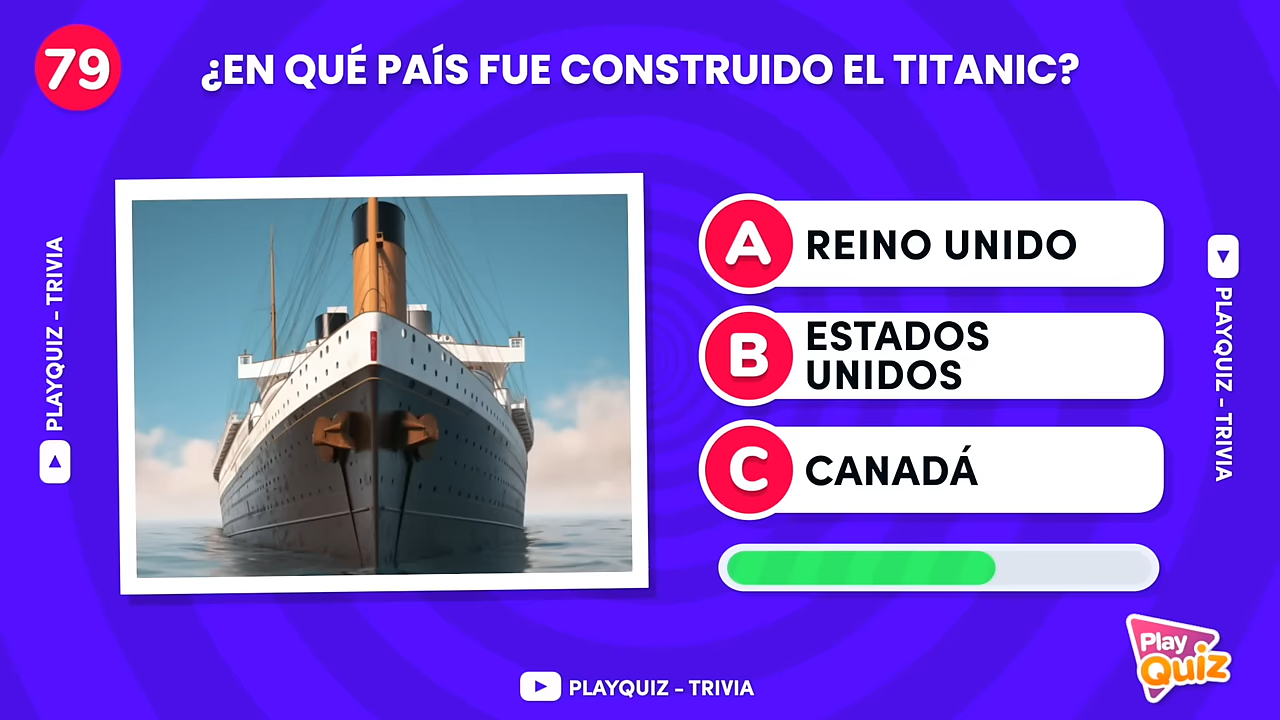 79
¿EN QUÉ PAÍS FUE CONSTRUIDO EL TITANIC?
A REINO UNIDO
B ESTADOS
UNIDOS
C CANADÁ
PLAYQUIZ – TRIVIA
PLAYQUIZ – TRIVIA
PLAYQUIZ – TRIVIA
Play
Quiz